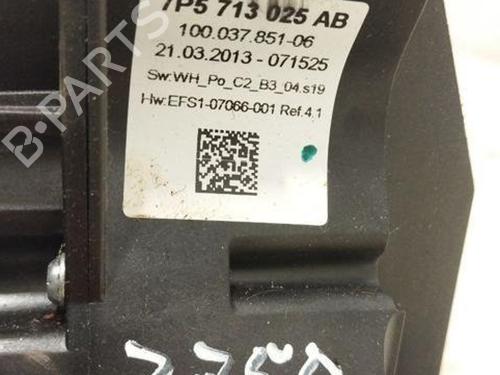 7P5 713 025 AB
100.037.851-06
21.03.2013 - 071525
Sw:WH_Po_C2_B3_04.s19
Hw:EFS1-07066-001 Ref.4.1